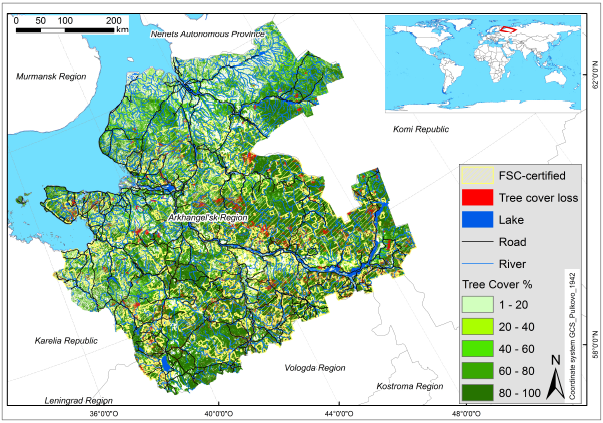 0 50 100 200
km
Nenets Autonomous Province
Murmansk Region
62°0'0"N
Komi Republic
FSC-certified
Tree cover loss
Lake
Road
River
Tree Cover %
1 - 20
20 - 40
40 - 60
60 - 80
80 - 100
N
Coordinate system GCS_Pulkovo_1942
Arkhangel'sk Region
Karelia Republic
Vologda Region
Kostroma Region
Leningrad Region
58°0'0"N
36°0'0"E
40°0'0"E
44°0'0"E
48°0'0"E